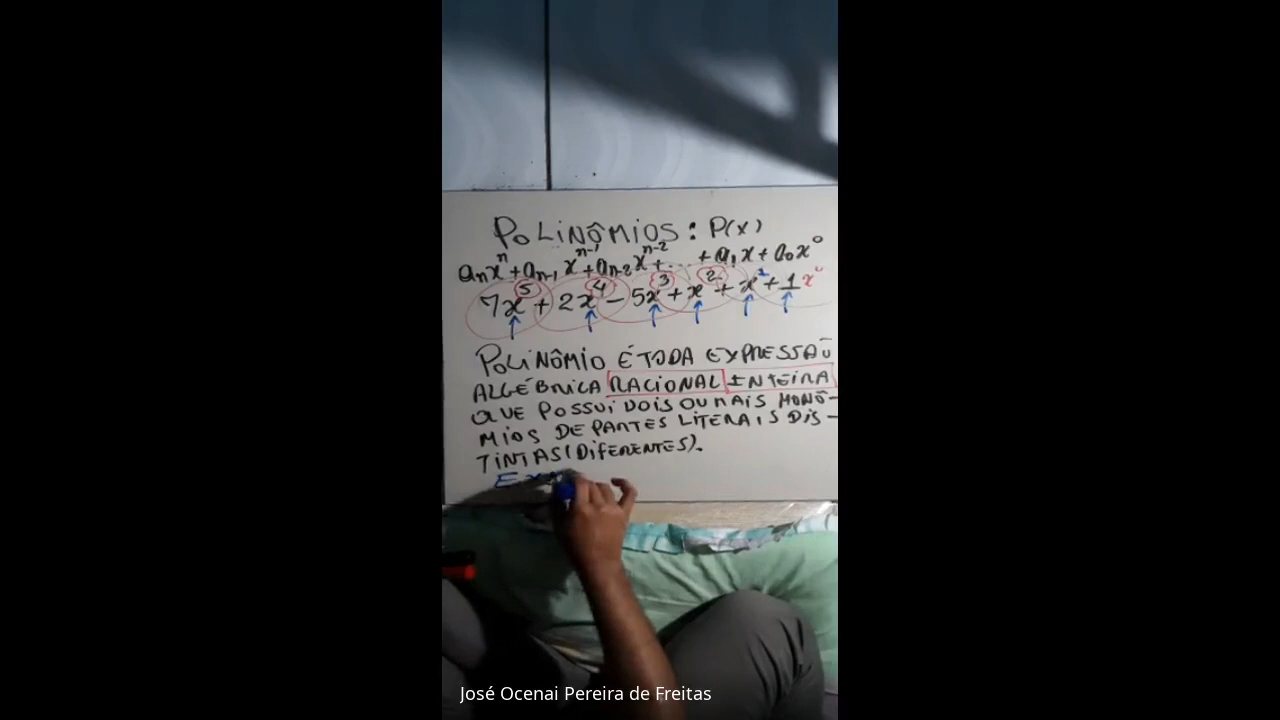 POLINÔMIOS: P(x)
aₙxⁿ+aₙ₋₁xⁿ⁻¹+aₙ₋₂xⁿ⁻²+...+a₁x+a₀x⁰
7x⁵+2x⁴-5x³+x²+x¹+1x⁰
POLINÔMIO É TODA EXPRESSÃO
ALGÉBRICA RACIONAL INTEIRA
QUE POSSUI DOIS OU MAIS MONÔ-
MIOS DE PARTES LITERAIS DIS-
TINTAS (DIFERENTES).
José Ocenai Pereira de Freitas